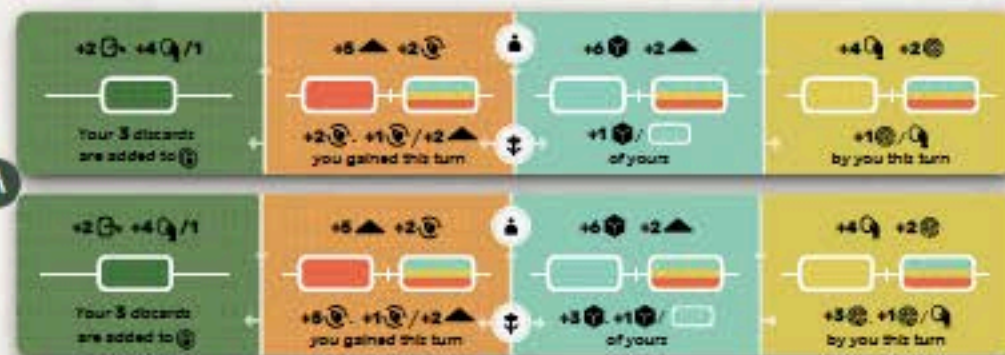 +2 +4 /1
Your 3 discards
are added to
+5 +2
+2 . +1 /+2
you gained this turn
+6 +2
+1 /
of yours
+4 +2
+1 /
by you this turn
+2 +4 /1
Your 3 discards
are added to
+5 +2
+5 . +1 /+2
you gained this turn
+6 +2
+3 . +1 /
of yours
+4 +2
+3 . +1 /
by you this turn